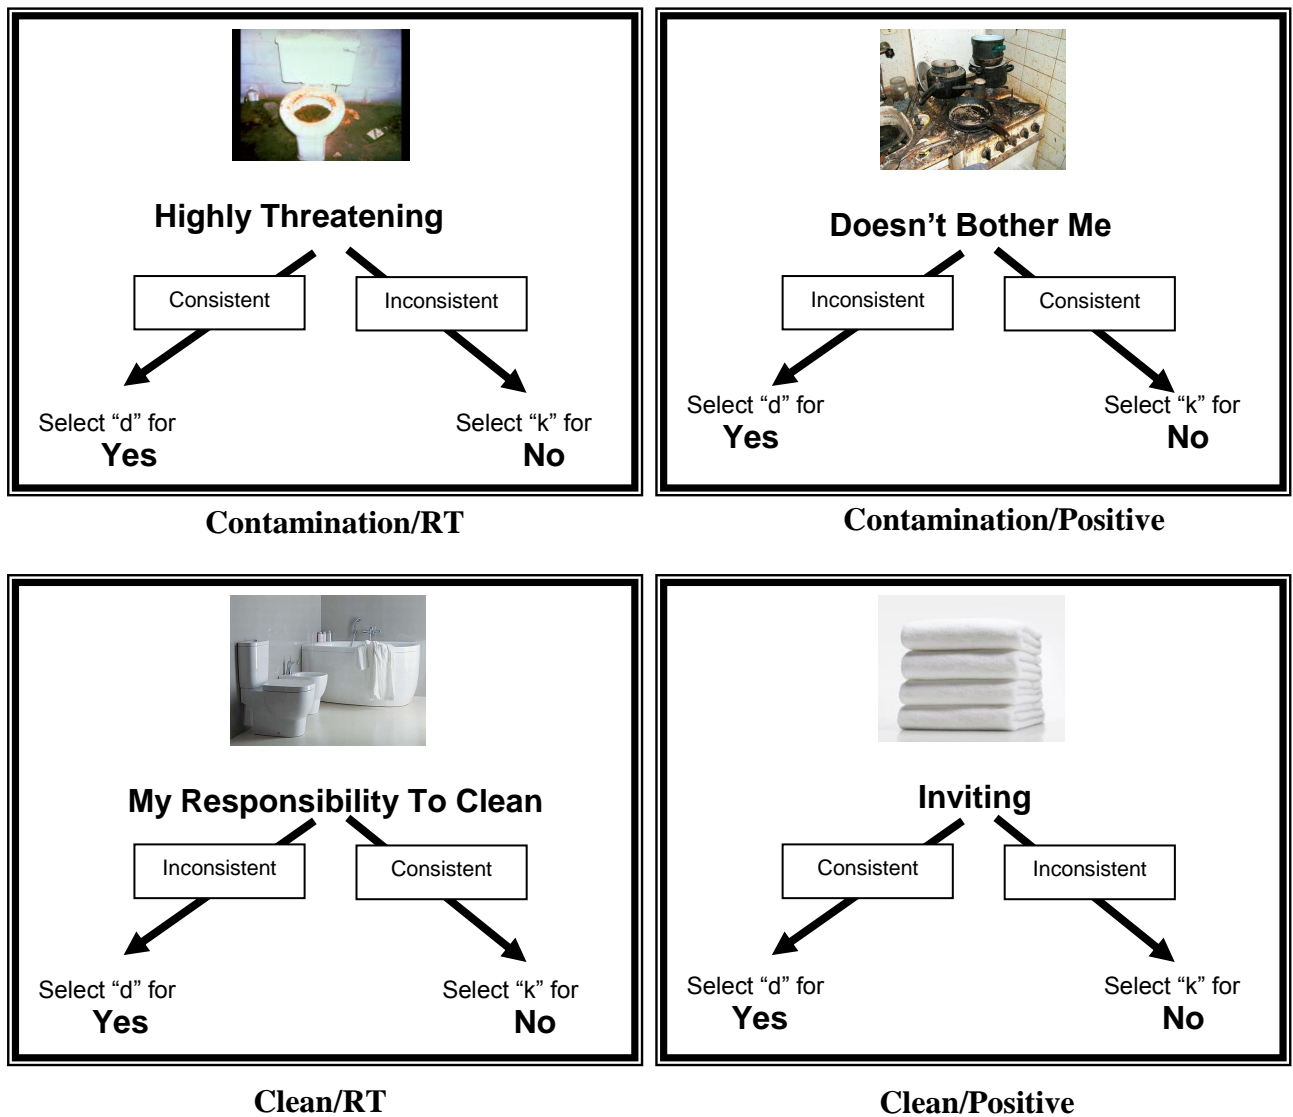 Highly Threatening
Consistent
Inconsistent
Select “d” for
Yes
Select “k” for
No
Contamination/RT
Doesn’t Bother Me
Inconsistent
Consistent
Select “d” for
Yes
Select “k” for
No
Contamination/Positive
My Responsibility To Clean
Inconsistent
Consistent
Select “d” for
Yes
Select “k” for
No
Clean/RT
Inviting
Consistent
Inconsistent
Select “d” for
Yes
Select “k” for
No
Clean/Positive